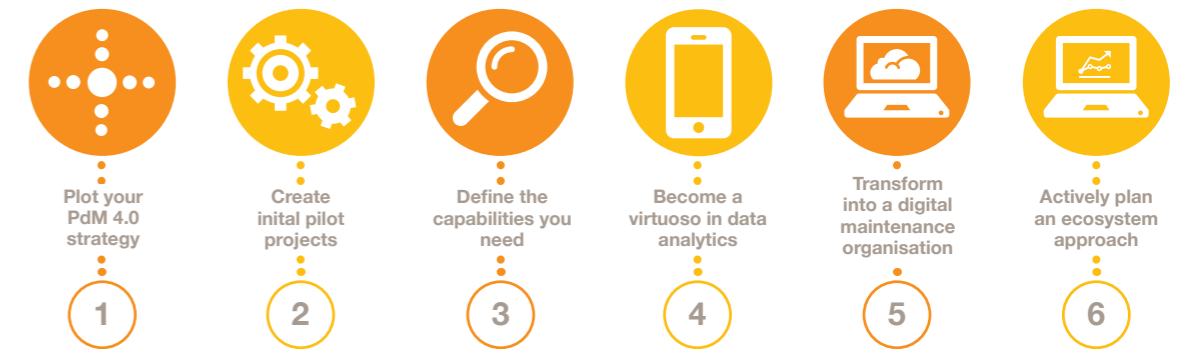 Plot your
PdM 4.0
strategy
1
Create
inital pilot
projects
2
Define the
capabilities you
need
3
Become a
virtuoso in data
analytics
4
Transform
into a digital
maintenance
organisation
5
Actively plan
an ecosystem
approach
6